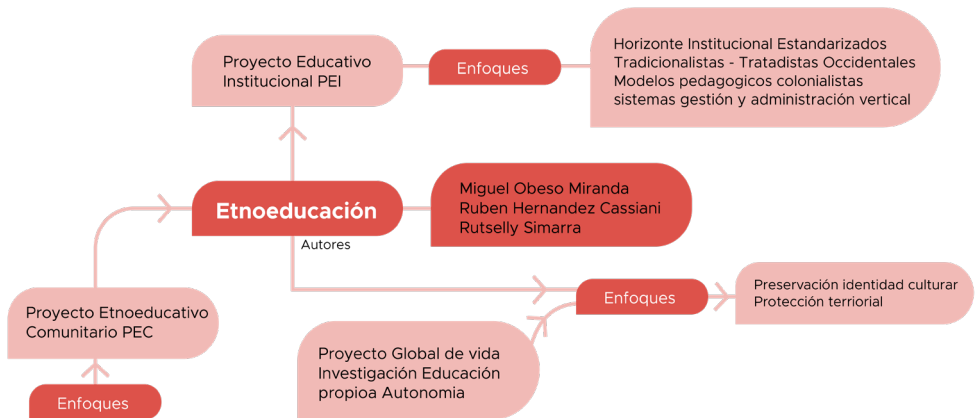 Proyecto Educativo
Institucional PEI
Enfoques
Horizonte Institucional Estandarizados
Tradicionalistas - Tratadistas Occidentales
Modelos pedagogicos colonialistas
sistemas gestión y administración vertical
Etnoeducación
Autores
Miguel Obeso Miranda
Ruben Hernandez Cassiani
Rutselly Simarra
Enfoques
Preservación identidad cultural
Protección terriorial
Proyecto Etnoeducativo
Comunitario PEC
Enfoques
Proyecto Global de vida
Investigación Educación
propioa Autonomia